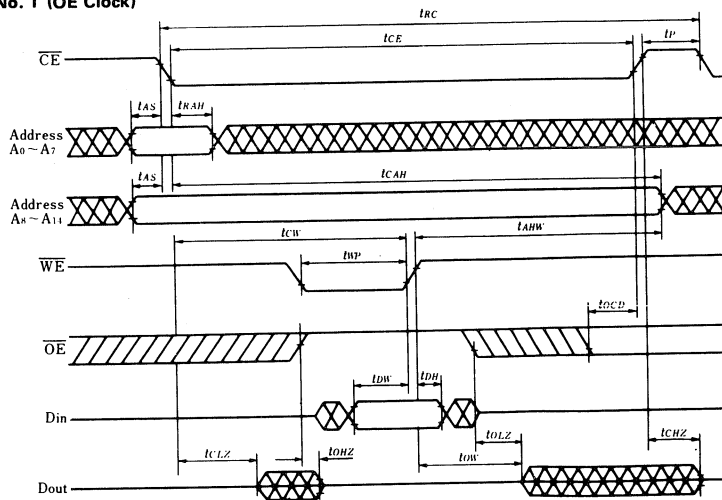 No. 1 (OE Clock)
tRC
tCE
tP
CE
tAS
tRAH
Address
A0~A7
tAS
tCAH
Address
A8~A14
tCW
tAHW
WE
tWP
tOCD
OE
tDW
tDH
Din
tCLZ
tOHZ
tOLZ
tOW
tCHZ
Dout